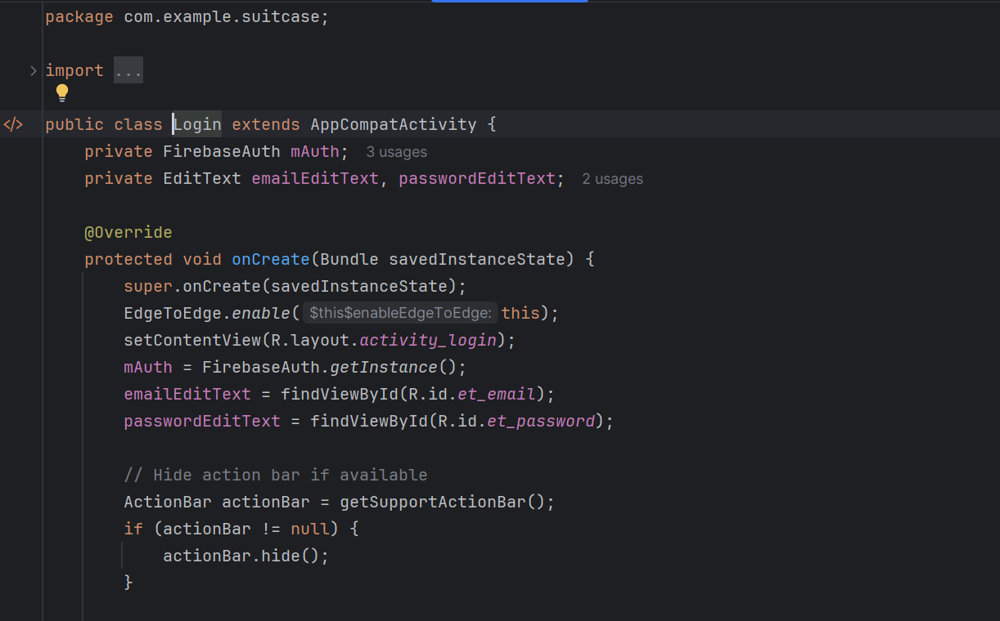 package com.example.suitcase;
import ...
public class Login extends AppCompatActivity {
private FirebaseAuth mAuth; 3 usages
private EditText emailEditText, passwordEditText; 2 usages
@Override
protected void onCreate(Bundle savedInstanceState) {
super.onCreate(savedInstanceState);
EdgeToEdge.enable( $this$enableEdgeToEdge: this);
setContentView(R.layout.activity_login);
mAuth = FirebaseAuth.getInstance();
emailEditText = findViewById(R.id.et_email);
passwordEditText = findViewById(R.id.et_password);
// Hide action bar if available
ActionBar actionBar = getSupportActionBar();
if (actionBar != null) {
actionBar.hide();
}